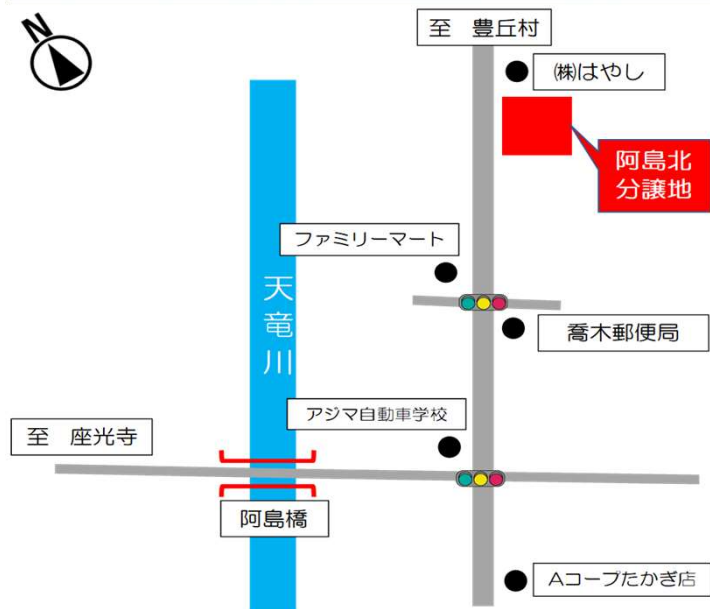 N
至 豊丘村
㈱はやし
阿島北
分譲地
ファミリーマート
天竜川
喬木郵便局
アジマ自動車学校
至 座光寺
阿島橋
Aコープたかぎ店